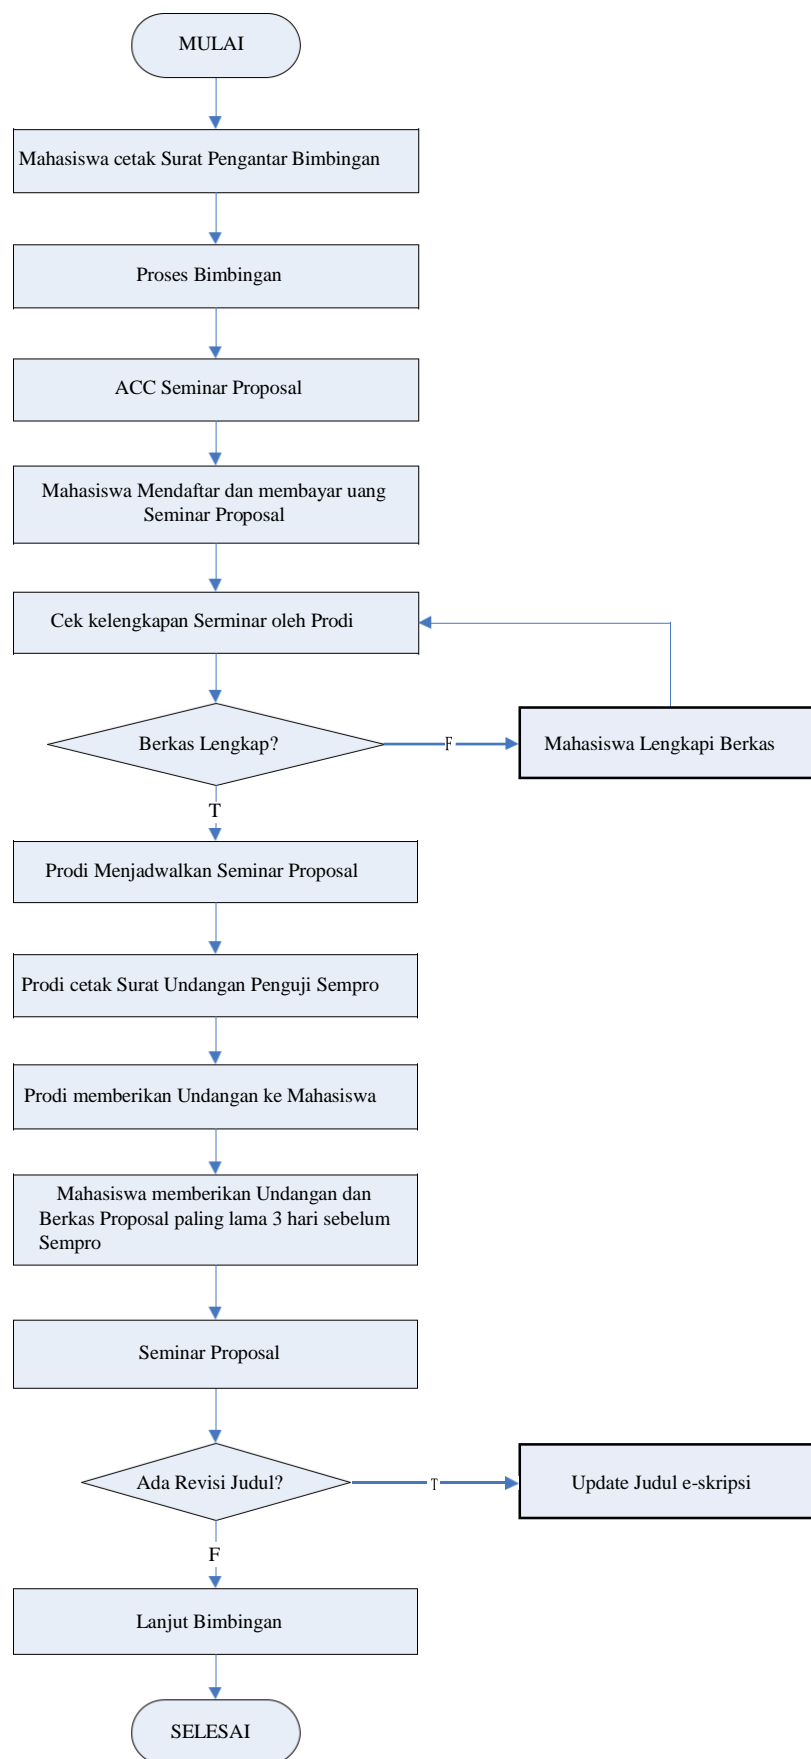 MULAI
Mahasiswa cetak Surat Pengantar Bimbingan
Proses Bimbingan
ACC Seminar Proposal
Mahasiswa Mendaftar dan membayar uang
Seminar Proposal
Cek kelengkapan Serminar oleh Prodi
Berkas Lengkap?
F
Mahasiswa Lengkapi Berkas
T
Prodi Menjadwalkan Seminar Proposal
Prodi cetak Surat Undangan Penguji Sempro
Prodi memberikan Undangan ke Mahasiswa
Mahasiswa memberikan Undangan dan
Berkas Proposal paling lama 3 hari sebelum
Sempro
Seminar Proposal
Ada Revisi Judul?
T
Update Judul e-skripsi
F
Lanjut Bimbingan
SELESAI